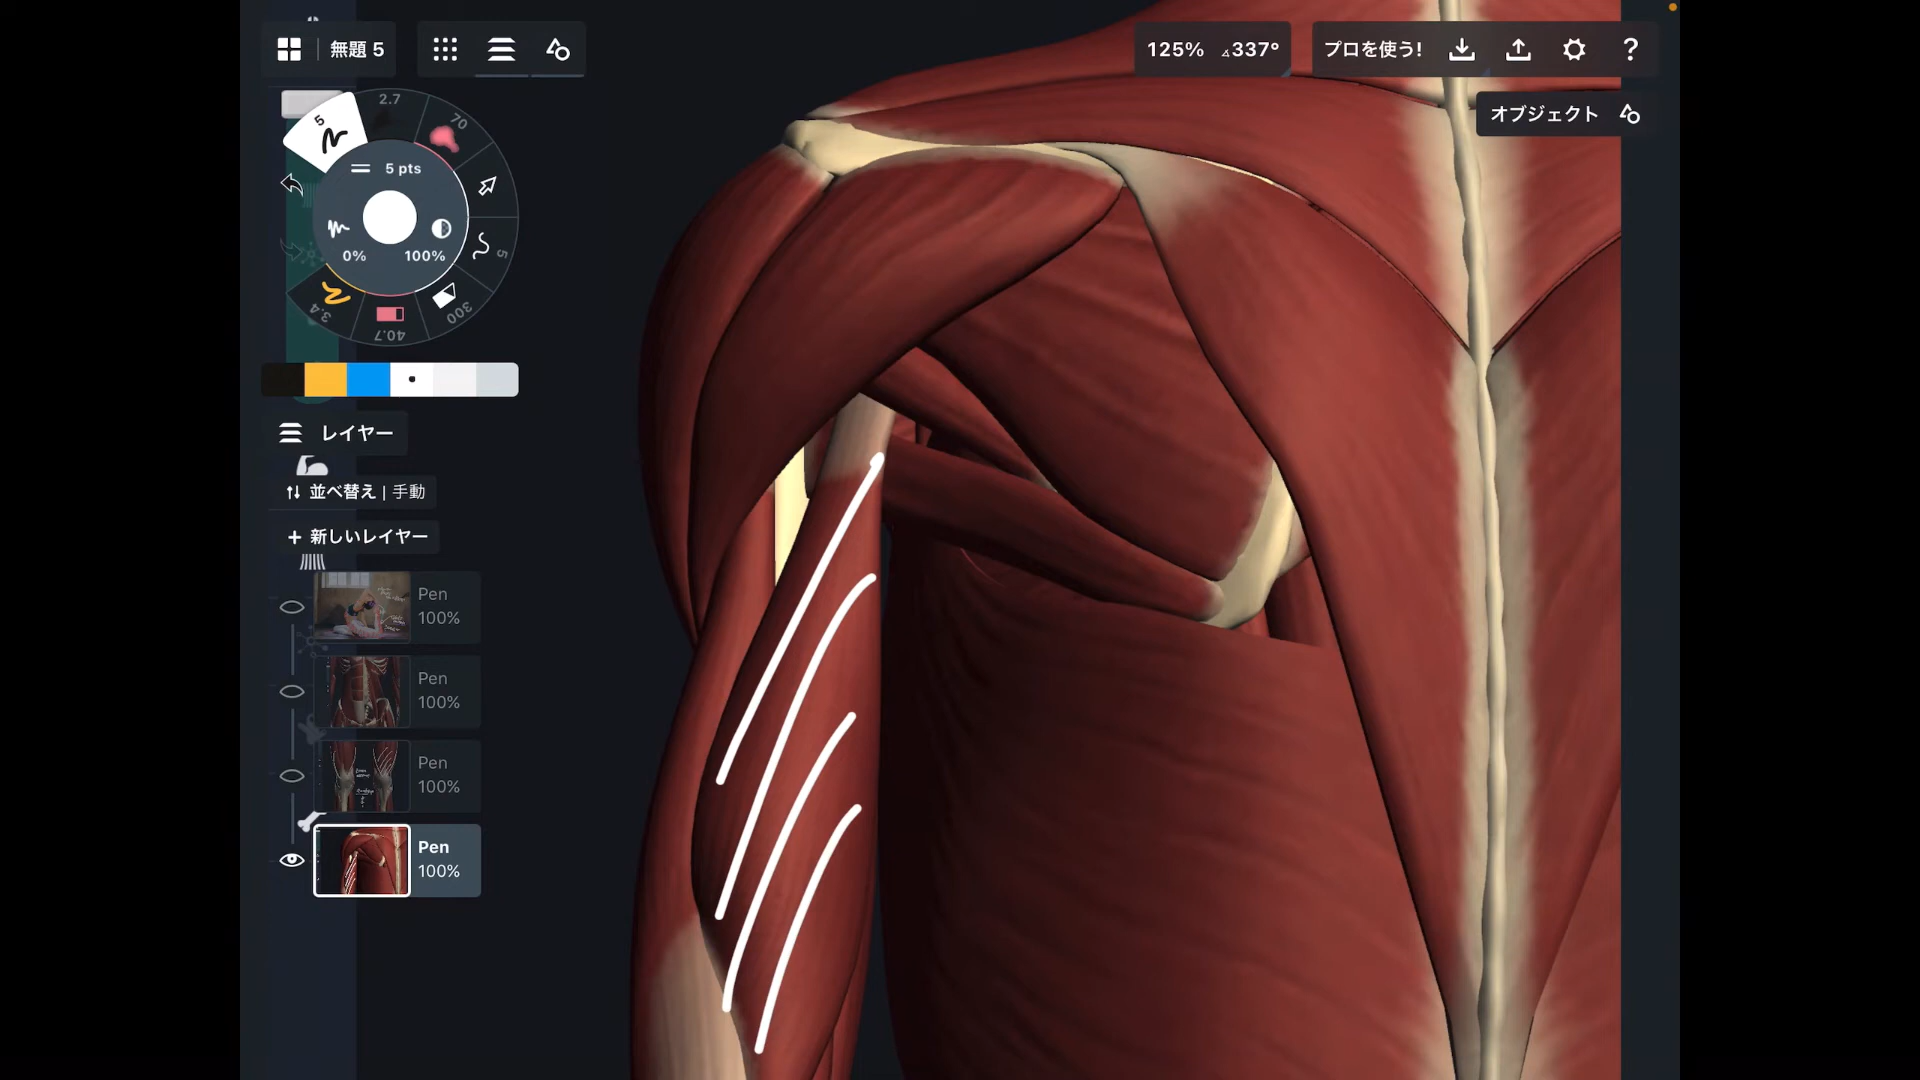 無題 5
125% ⊿337°
プロを使う!
?
オブジェクト
2.7
70
5
5 pts
0%
100%
5
3.4
40.7
300
レイヤー
並べ替え | 手動
+ 新しいレイヤー
Pen
100%
Pen
100%
Pen
100%
Pen
100%